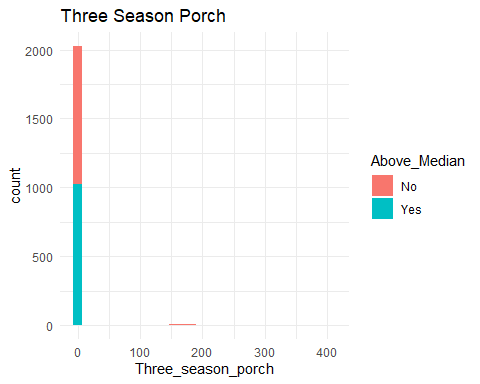 Three Season Porch
2000
1500
1000
500
0
count
0 100 200 300 400
Three_season_porch
Above_Median
No
Yes